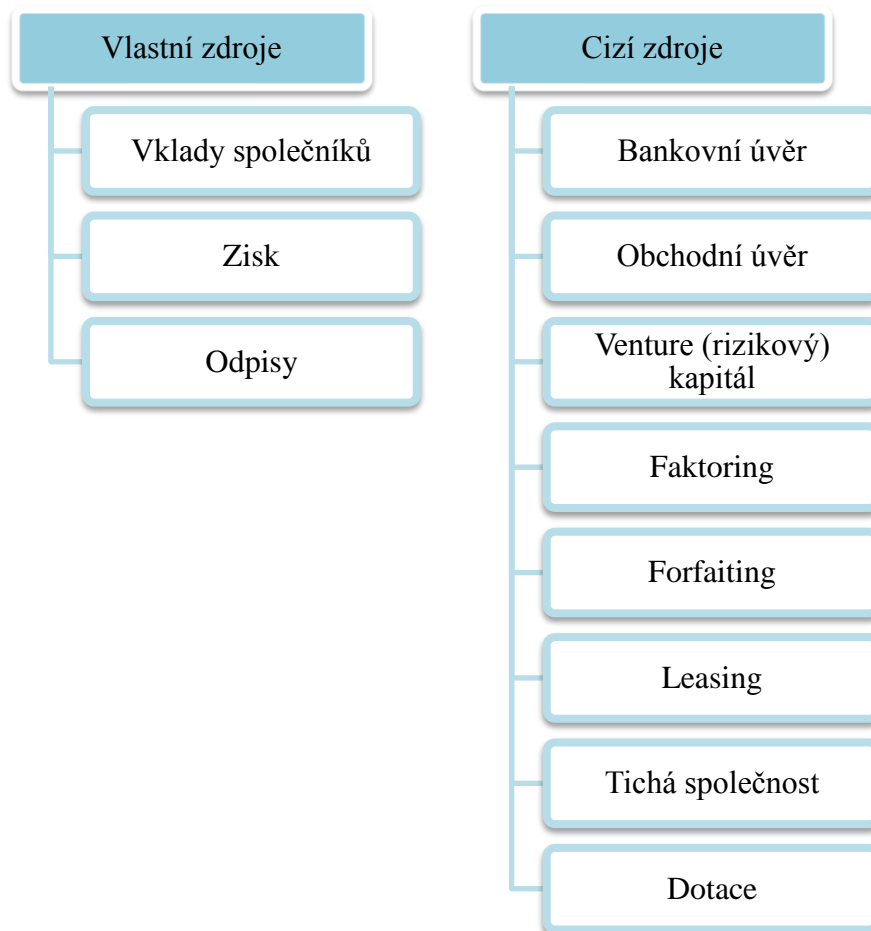 Vlastní zdroje
Vklady společníků
Zisk
Odpisy
Cizí zdroje
Bankovní úvěr
Obchodní úvěr
Venture (rizikový)
kapitál
Faktoring
Forfaiting
Leasing
Tichá společnost
Dotace